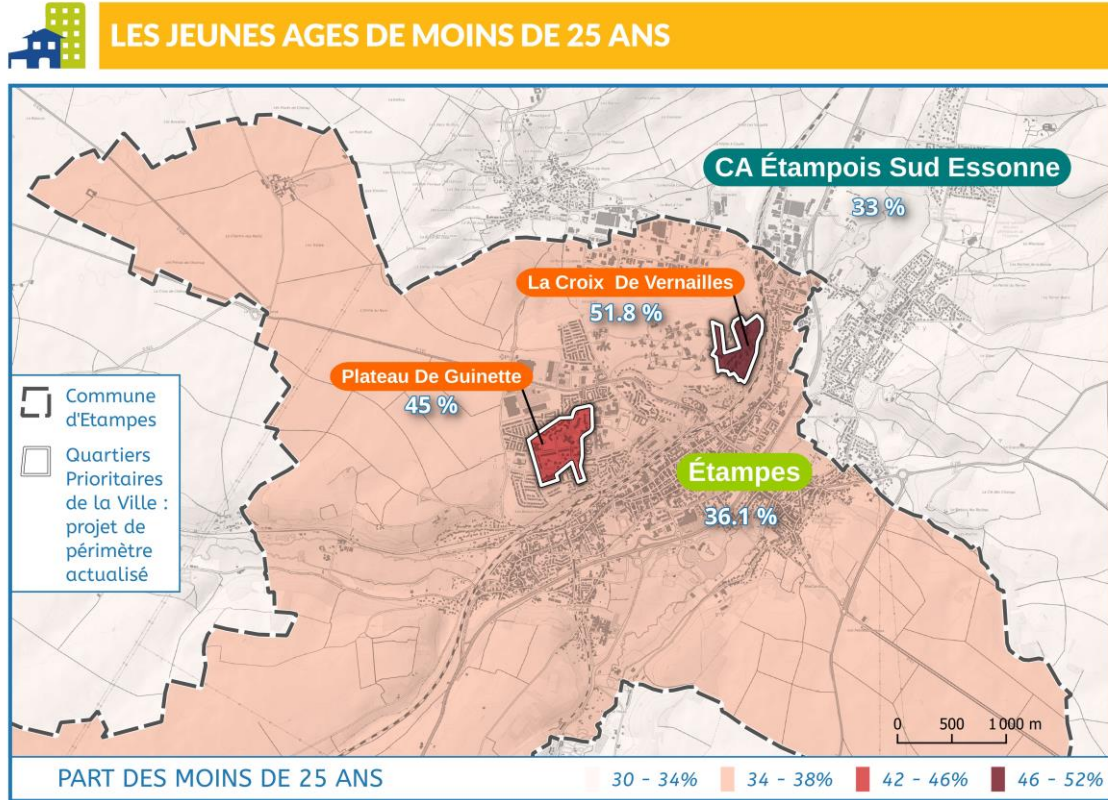 LES JEUNES AGES DE MOINS DE 25 ANS
CA Étampois Sud Essonne
33 %
La Croix De Vernailles
51.8 %
Plateau De Guinette
45 %
Étampes
36.1 %
Commune
d'Etampes
Quartiers
Prioritaires
de la Ville :
projet de
périmètre
actualisé
0 500 1 000 m
PART DES MOINS DE 25 ANS
30 - 34% 34 - 38% 42 - 46% 46 - 52%